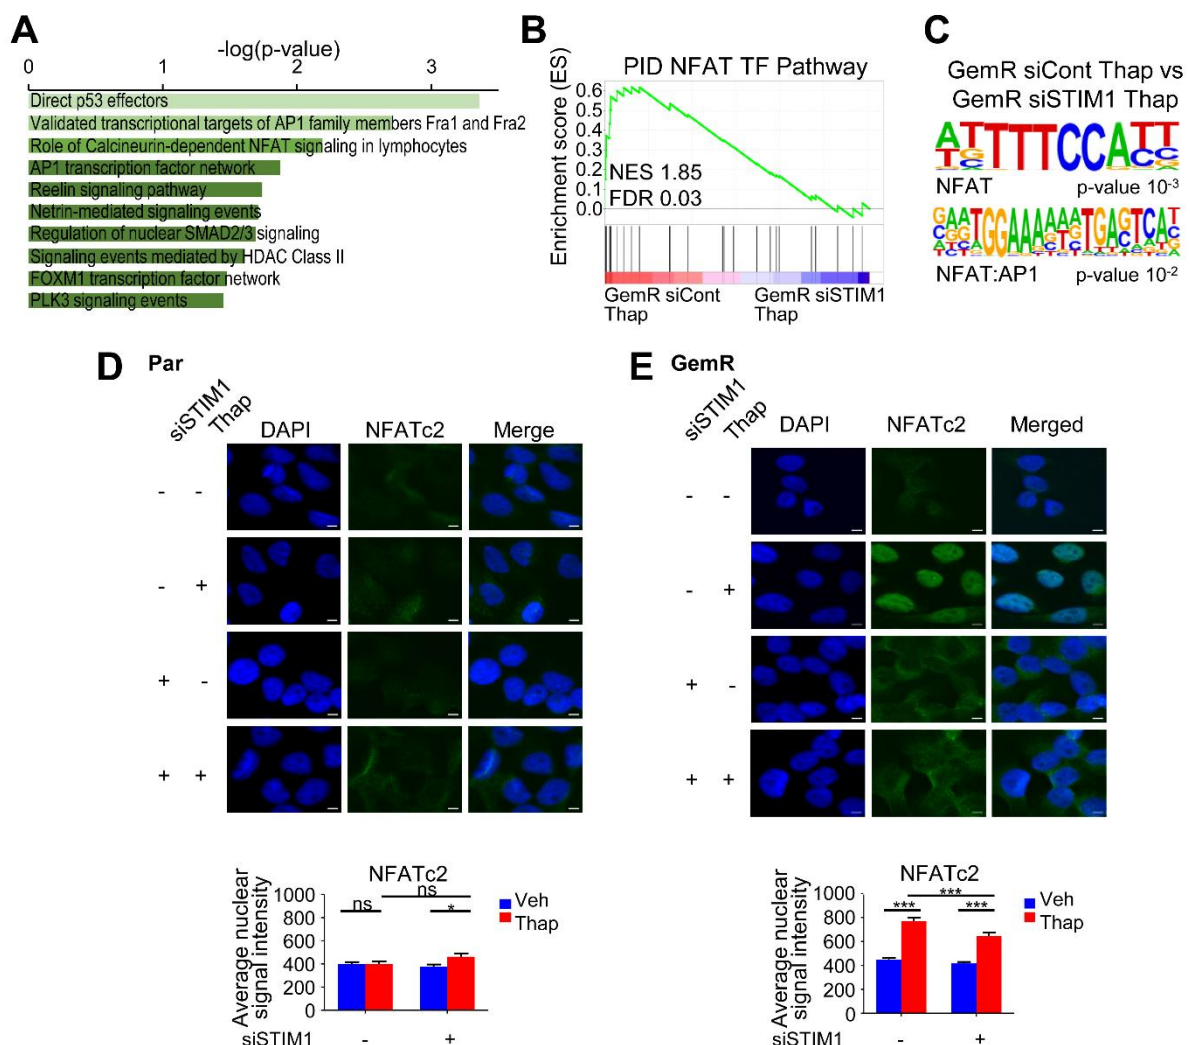 A
-log(p-value)
0 1 2 3
Direct p53 effectors
Validated transcriptional targets of AP1 family members Fra1 and Fra2
Role of Calcineurin-dependent NFAT signaling in lymphocytes
AP1 transcription factor network
Reelin signaling pathway
Netrin-mediated signaling events
Regulation of nuclear SMAD2/3 signaling
Signaling events mediated by HDAC Class II
FOXM1 transcription factor network
PLK3 signaling events
B
PID NFAT TF Pathway
Enrichment score (ES)
0.6
0.5
0.4
0.3
0.2
0.1
0.0
NES 1.85
FDR 0.03
GemR siCont Thap
GemR siSTIM1 Thap
C
GemR siCont Thap vs
GemR siSTIM1 Thap
ATTTTCCATT
NFAT p-value 10-3
GAATGGAAAAATGAGTCAT
NFAT:AP1 p-value 10-2
D Par
siSTIM1
Thap
DAPI NFATc2 Merge
- -
- +
+ -
+ +
NFATc2
Average nuclear
signal intensity
1000
800
600
400
200
0
ns
ns
*
Veh
Thap
siSTIM1 - +
E GemR
siSTIM1
Thap
DAPI NFATc2 Merged
- -
- +
+ -
+ +
NFATc2
Average nuclear
signal intensity
1000
800
600
400
200
0
***
***
***
Veh
Thap
siSTIM1 - +